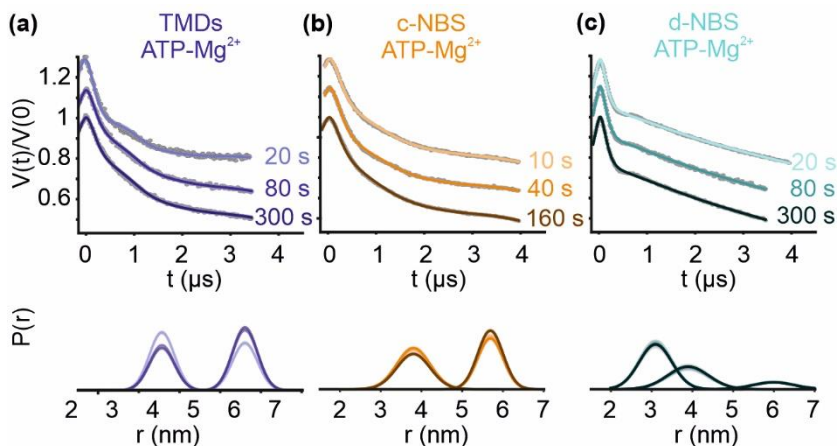 (a) TMDs
ATP-Mg²⁺
(b) c-NBS
ATP-Mg²⁺
(c) d-NBS
ATP-Mg²⁺
V(t)/V(0)
1.2
1
0.8
0.6
20 s
80 s
300 s
10 s
40 s
160 s
20 s
80 s
300 s
0 1 2 3 4
0 1 2 3 4
0 1 2 3 4
t (µs)
t (µs)
t (µs)
P(r)
2 3 4 5 6 7
2 3 4 5 6 7
2 3 4 5 6 7
r (nm)
r (nm)
r (nm)